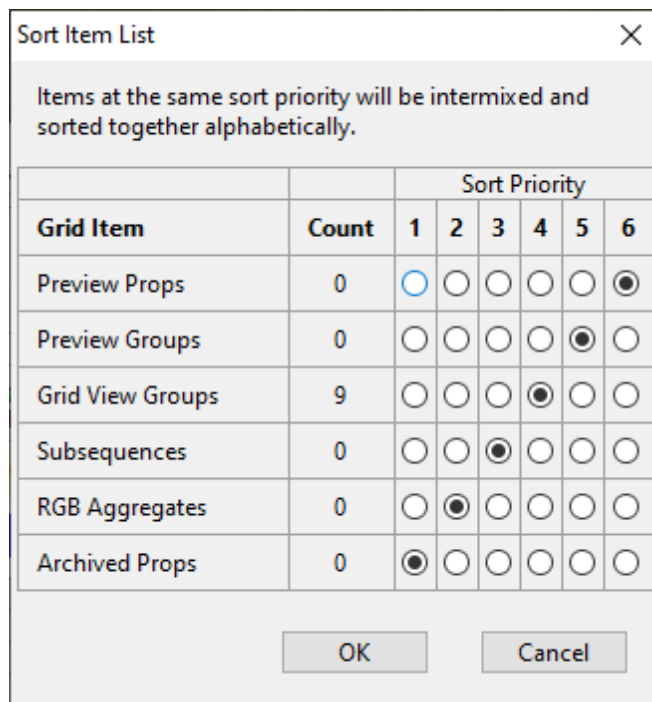 Sort Item List
Items at the same sort priority will be intermixed and
sorted together alphabetically.
Sort Priority
Grid Item Count 1 2 3 4 5 6
Preview Props 0
Preview Groups 0
Grid View Groups 9
Subsequences 0
RGB Aggregates 0
Archived Props 0
OK Cancel